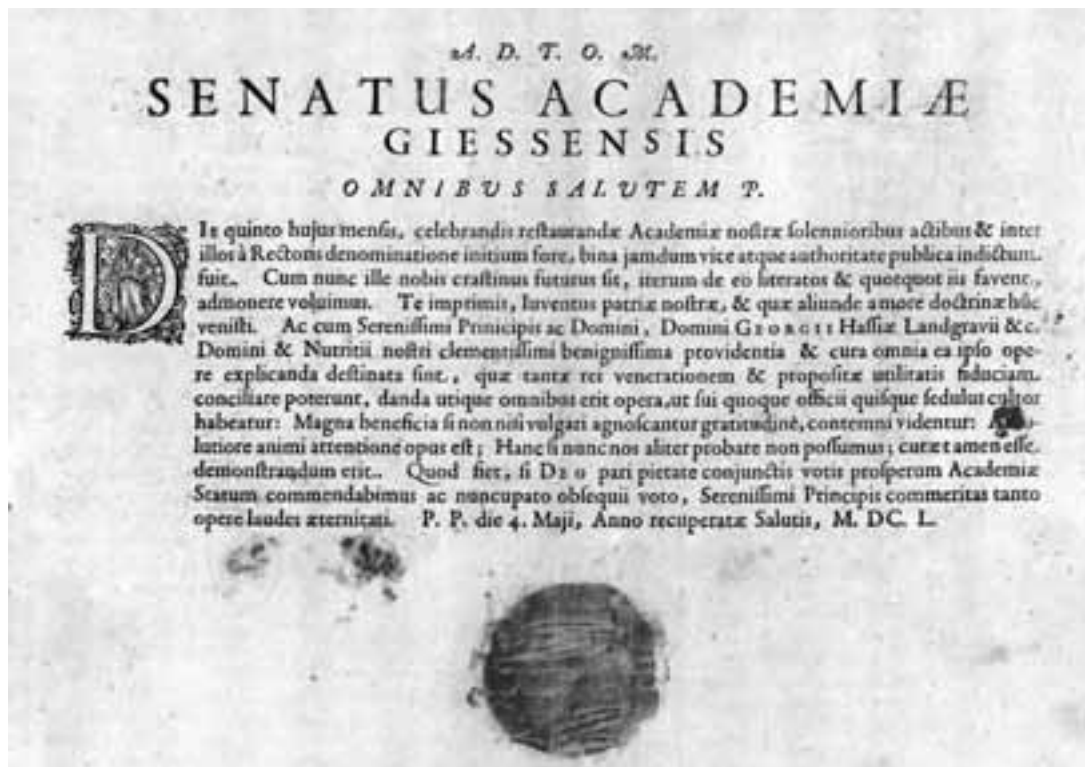 A. D. T. O. M.
SENATUS ACADEMIÆ
GIESSENSIS
OMNIBUS SALUTEM P.
DIe quinto hujus mensis, celebrandis restaurandæ Academiæ nostræ solennioribus actibus & inter
illos à Rectoris denominatione initium fore, bina jamdum vice atque authoritate publica indictum
fuit. Cum nunc ille nobis crastinus futurus sit, iterum de eo literatos & quotquot iis favent,
admonere voluimus. Te imprimis, Iuventus patriæ nostræ, & quæ aliunde amore doctrinæ hûc
venisti. Ac cum Serenissimi Prinicipis ac Domini, Domini GEORGII Hassiæ Landgravii &c.
Domini & Nutritii nostri clementissimi benignissima providentia & cura omnia ea ipso ope-
re explicanda destinata sint, quæ tantæ rei venerationem & propositæ utilitatis fiduciam
conciliare poterunt, danda utique omnibus erit opera, ut sui quoque officii quisque sedulus cultor
habeatur: Magna beneficia si non nisi vulgari agnoscantur gratitudinè, contemni videntur:
lutiore animi attentione opus est; Hanc si nunc nos aliter probare non possumus; curæ tamen esse
demonstrandum erit. Quod fiet, si DEO pari pietate conjunctis votis prosperum Academiæ
Statum commendabimus ac nuncupato obsequii voto, Serenissimi Principis commeritas tanto
opere laudes æternitati. P. P. die 4. Maji, Anno recuperatæ Salutis, M. DC. L.